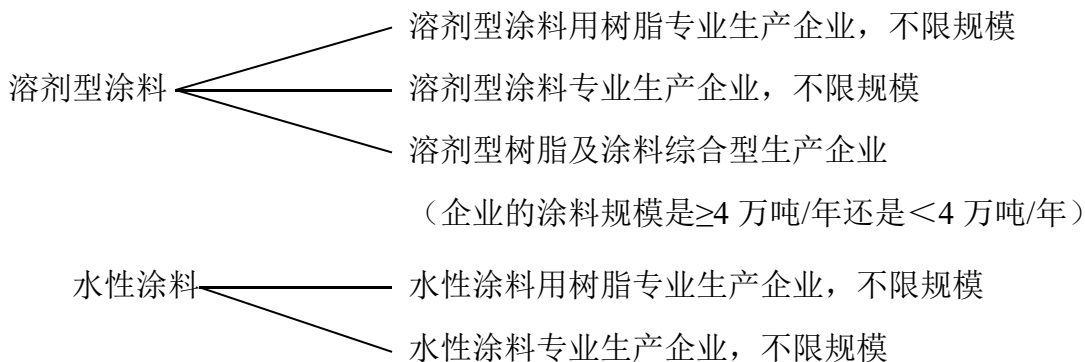 溶剂型涂料用树脂专业生产企业，不限规模
溶剂型涂料
溶剂型涂料专业生产企业，不限规模
溶剂型树脂及涂料综合型生产企业
（企业的涂料规模是≥4 万吨/年还是＜4 万吨/年）
水性涂料
水性涂料用树脂专业生产企业，不限规模
水性涂料专业生产企业，不限规模